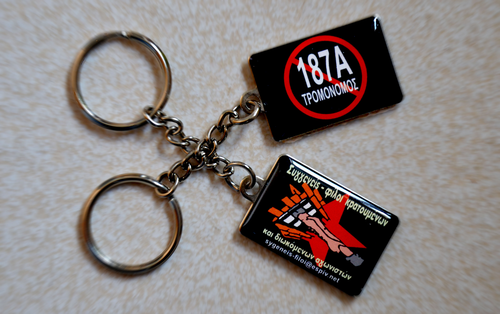 187Α
ΤΡΟΜΟΝΟΜΟΣ
Συγγενείς - φίλοι κρατουμένων
και διωκόμενων αγωνιστών
sygeneis-filoi@espiv.net